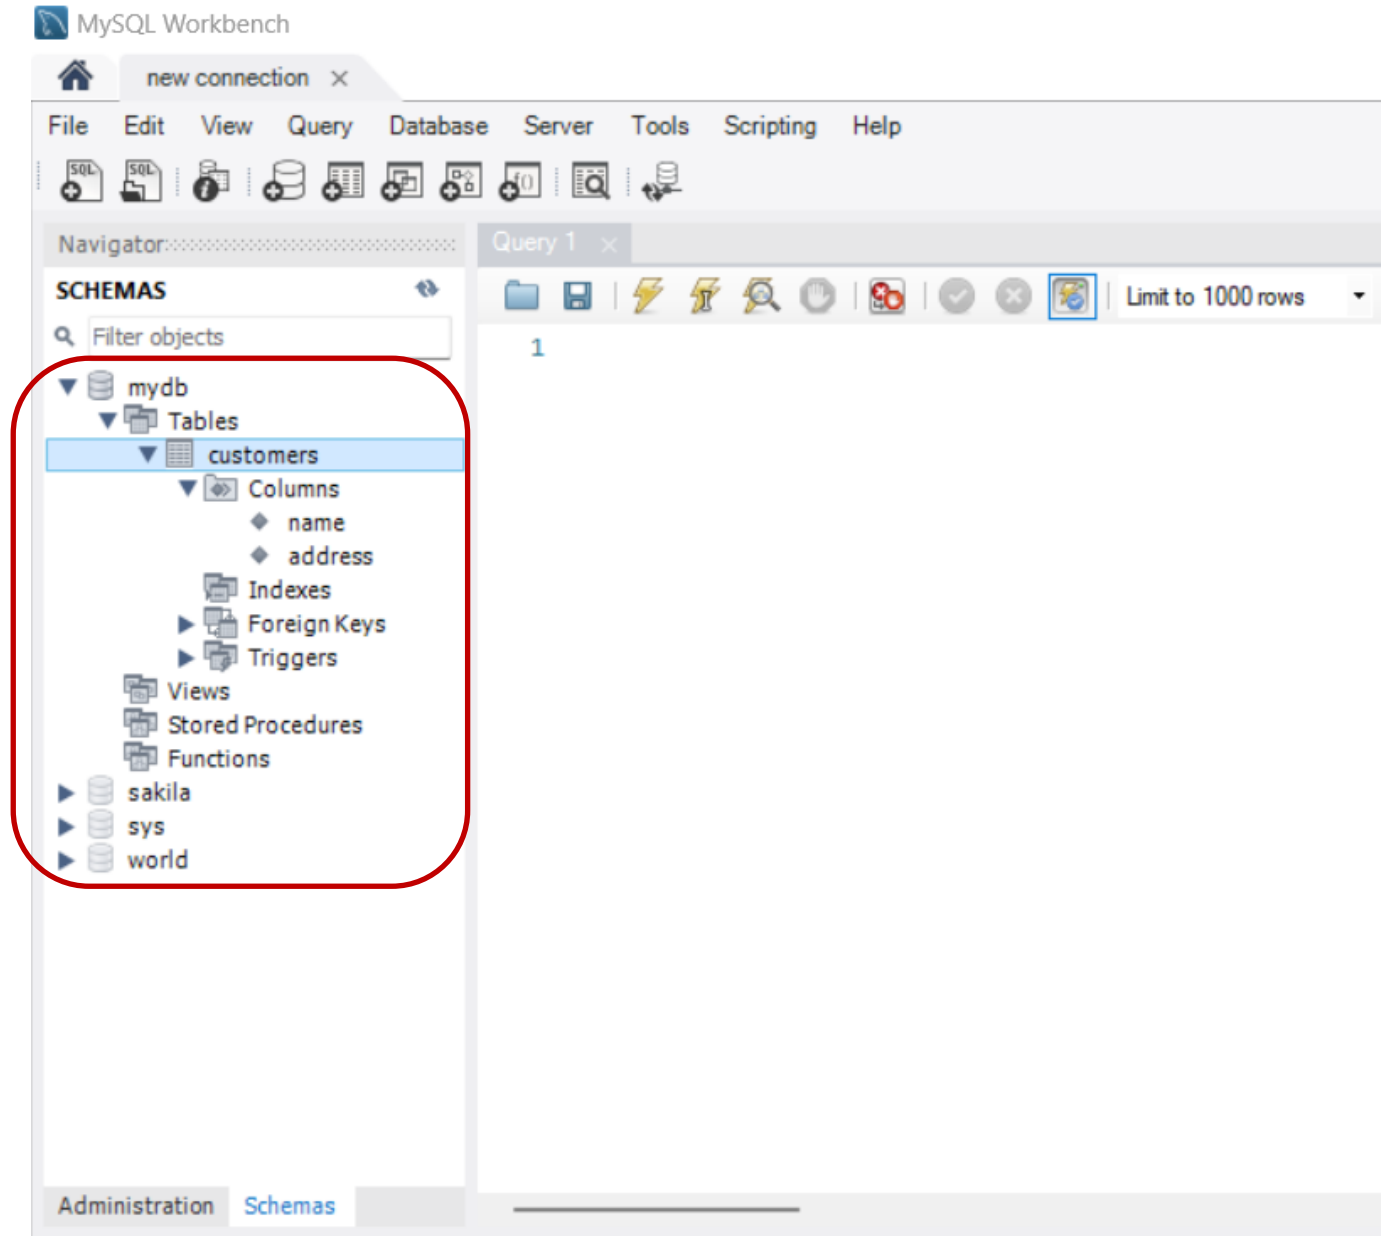 MySQL Workbench
new connection
File Edit View Query Database Server Tools Scripting Help
SQL SQL
Navigator
Query 1
SCHEMAS
Limit to 1000 rows
Filter objects
1
mydb
Tables
customers
Columns
name
address
Indexes
Foreign Keys
Triggers
Views
Stored Procedures
Functions
sakila
sys
world
Administration Schemas